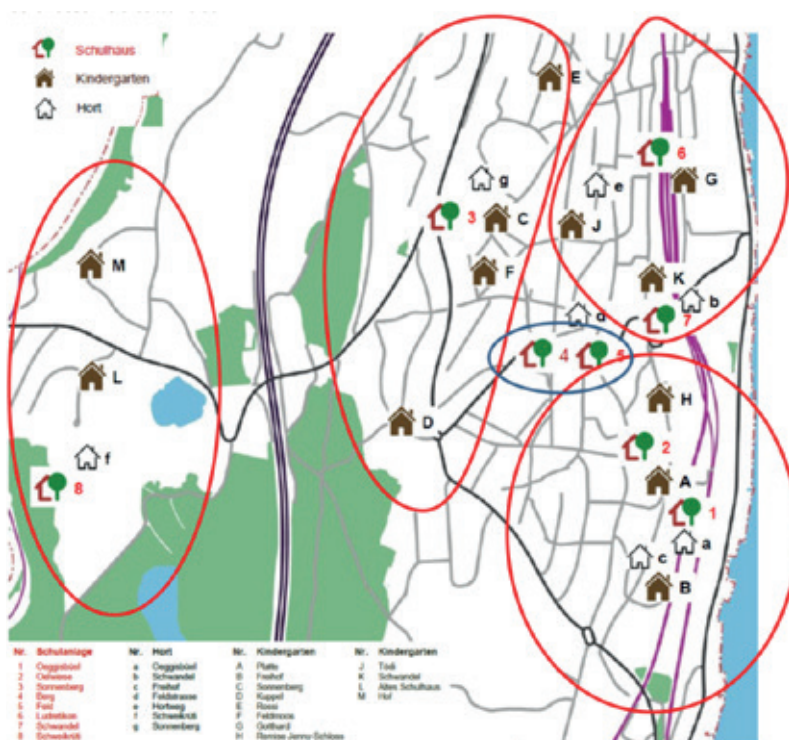 Schulhaus
Kindergarten
Hort
E
6
g
e
G
3
C
J
M
F
K
b
d
7
4
5
L
H
D
2
f
A
8
1
a
c
B
Nr. Schulanlage
1 Oeggisbüel
2 Oelwiese
3 Sonnenberg
4 Berg
5 Feld
6 Ludretikon
7 Schwandel
8 Schweikrüti
Nr. Hort
a Oeggisbüel
b Schwandel
c Freihof
d Feldstrasse
e Hortweg
f Schweikrüti
g Sonnenberg
Nr. Kindergarten
A Platte
B Freihof
C Sonnenberg
D Kuppel
E Rossi
F Feldmoos
G Gotthard
H Remise Jenny-Schloss
Nr. Kindergarten
J Tödi
K Schwandel
L Altes Schulhaus
M Hof